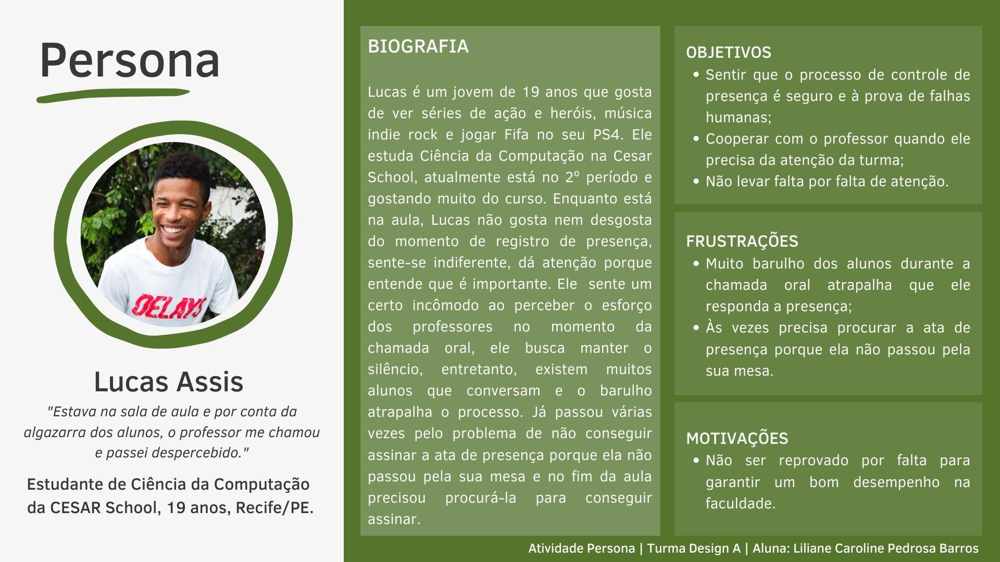 Persona
DELAYS
Lucas Assis
"Estava na sala de aula e por conta da
algazarra dos alunos, o professor me chamou
e passei despercebido."
Estudante de Ciência da Computação
da CESAR School, 19 anos, Recife/PE.
BIOGRAFIA
Lucas é um jovem de 19 anos que gosta
de ver séries de ação e heróis, música
indie rock e jogar Fifa no seu PS4. Ele
estuda Ciência da Computação na Cesar
School, atualmente está no 2º período e
gostando muito do curso. Enquanto está
na aula, Lucas não gosta nem desgosta
do momento de registro de presença,
sente-se indiferente, dá atenção porque
entende que é importante. Ele sente um
certo incômodo ao perceber o esforço
dos professores no momento da
chamada oral, ele busca manter o
silêncio, entretanto, existem muitos
alunos que conversam e o barulho
atrapalha o processo. Já passou várias
vezes pelo problema de não conseguir
assinar a ata de presença porque ela não
passou pela sua mesa e no fim da aula
precisou procurá-la para conseguir
assinar.
OBJETIVOS
• Sentir que o processo de controle de
presença é seguro e à prova de falhas
humanas;
• Cooperar com o professor quando ele
precisa da atenção da turma;
• Não levar falta por falta de atenção.
FRUSTRAÇÕES
• Muito barulho dos alunos durante a
chamada oral atrapalha que ele
responda a presença;
• Às vezes precisa procurar a ata de
presença porque ela não passou pela
sua mesa.
MOTIVAÇÕES
• Não ser reprovado por falta para
garantir um bom desempenho na
faculdade.
Atividade Persona | Turma Design A | Aluna: Liliane Caroline Pedrosa Barros